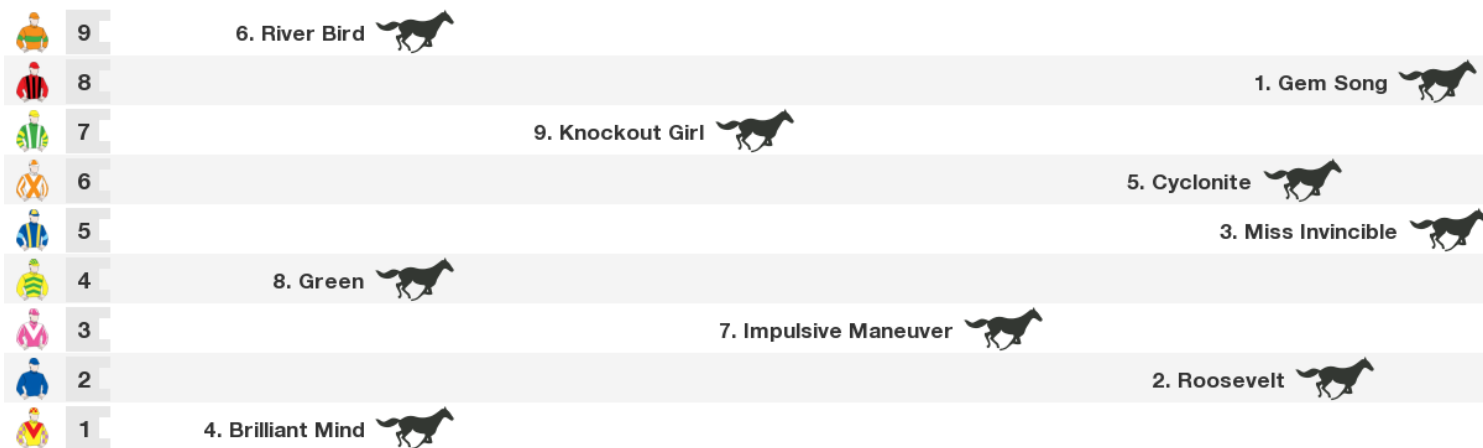 9 6. River Bird
8 1. Gem Song
7 9. Knockout Girl
6 5. Cyclonite
5 3. Miss Invincible
4 8. Green
3 7. Impulsive Maneuver
2 2. Roosevelt
1 4. Brilliant Mind